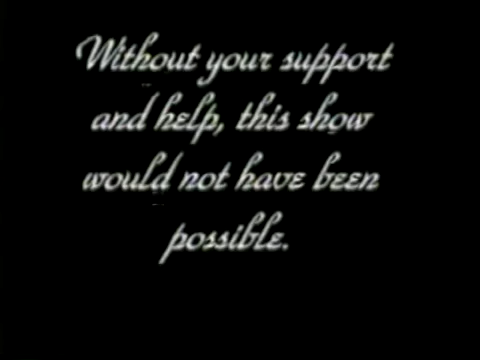 Without your support
and help, this show
would not have been
possible.